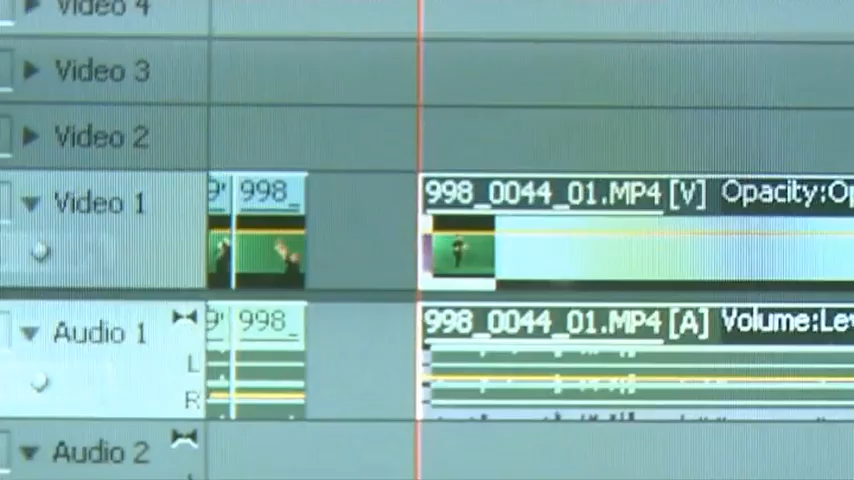 Video 4
Video 3
Video 2
Video 1
998_
998_0044_01.MP4 [V] Opacity:Op
Audio 1
998_
998_0044_01.MP4 [A] Volume:Lev
L
R
Audio 2